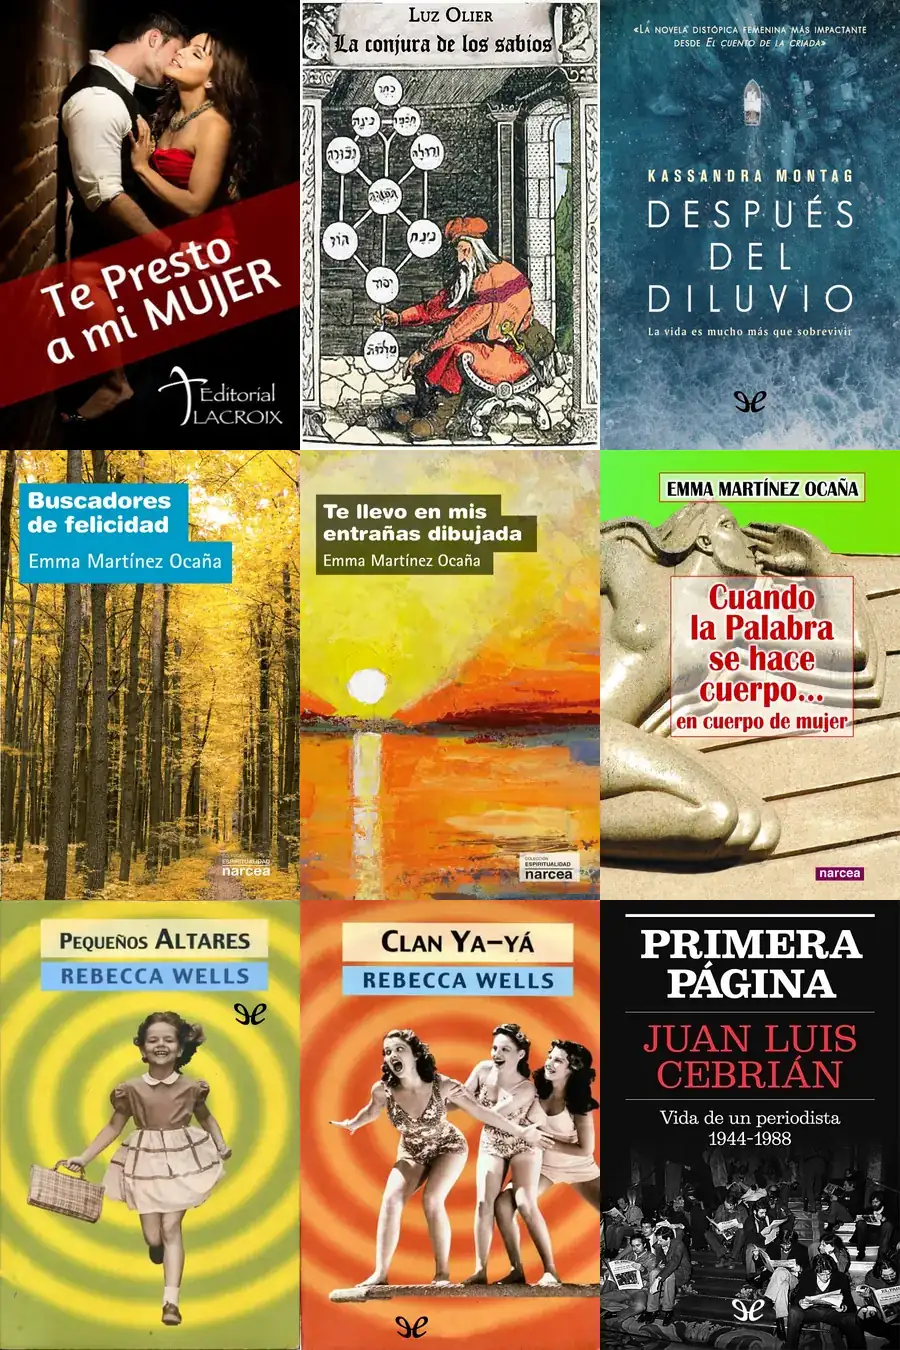 Te Presto
a mi MUJER
Editorial
LACROIX
LUZ OLIER
La conjura de los sabios
«LA NOVELA DISTÓPICA FEMENINA MÁS IMPACTANTE
DESDE EL CUENTO DE LA CRIADA»
KASSANDRA MONTAG
DESPUÉS
DEL
DILUVIO
La vida es mucho más que sobrevivir
Buscadores
de felicidad
Emma Martínez Ocaña
ESPIRITUALIDAD
narcea
Te llevo en mis
entrañas dibujada
Emma Martínez Ocaña
COLECCIÓN
ESPIRITUALIDAD
narcea
EMMA MARTÍNEZ OCAÑA
Cuando
la Palabra
se hace
cuerpo...
en cuerpo de mujer
narcea
PEQUEÑOS ALTARES
REBECCA WELLS
CLAN YA-YÁ
REBECCA WELLS
PRIMERA
PÁGINA
JUAN LUIS
CEBRIÁN
Vida de un periodista
1944-1988